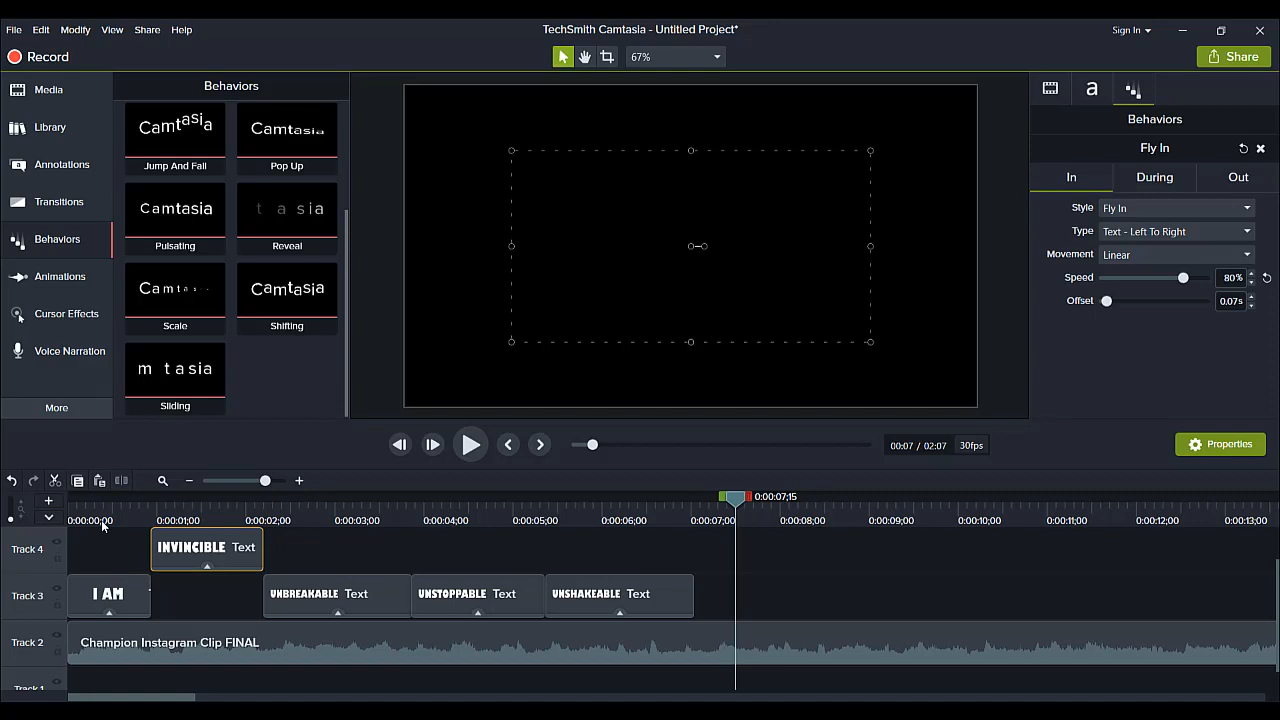 TechSmith Camtasia - Untitled Project*
File Edit Modify View Share Help
Sign In
Record
67%
Share
Media
Library
Annotations
Transitions
Behaviors
Animations
Cursor Effects
Voice Narration
More
Behaviors
Camtasia
Jump And Fall
Camtasia
Pop Up
Camtasia
Pulsating
t a sia
Reveal
Camta
Scale
Camtasia
Shifting
m tasia
Sliding
Behaviors
Fly In
In During Out
Style Fly In
Type Text - Left To Right
Movement Linear
Speed 80%
Offset 0.07s
00:07 / 02:07 30fps
Properties
0:00:07;15
0:00:00;00 0:00:01;00 0:00:02;00 0:00:03;00 0:00:04;00 0:00:05;00 0:00:06;00 0:00:07;00 0:00:08;00 0:00:09;00 0:00:10;00 0:00:11;00 0:00:12;00 0:00:13;00
Track 4 INVINCIBLE Text
Track 3 I AM UNBREAKABLE Text UNSTOPPABLE Text UNSHAKEABLE Text
Track 2 Champion Instagram Clip FINAL
Track 1